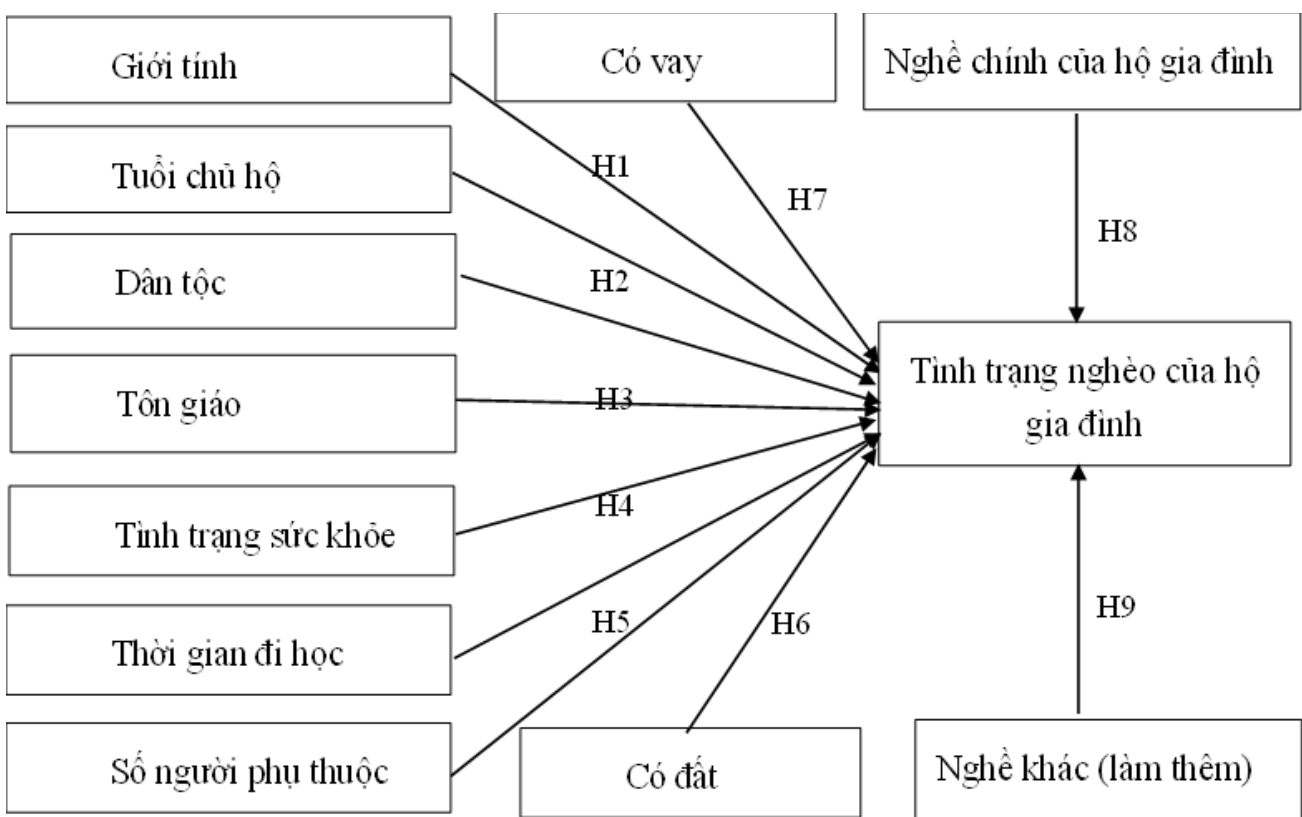 Giới tính
Có vay
Nghề chính của hộ gia đình
H1
Tuổi chủ hộ
H7
H8
Dân tộc
H2
Tình trạng nghèo của hộ
gia đình
Tôn giáo
H3
Tình trạng sức khỏe
H4
Thời gian đi học
H5
H6
H9
Số người phụ thuộc
Có đất
Nghề khác (làm thêm)